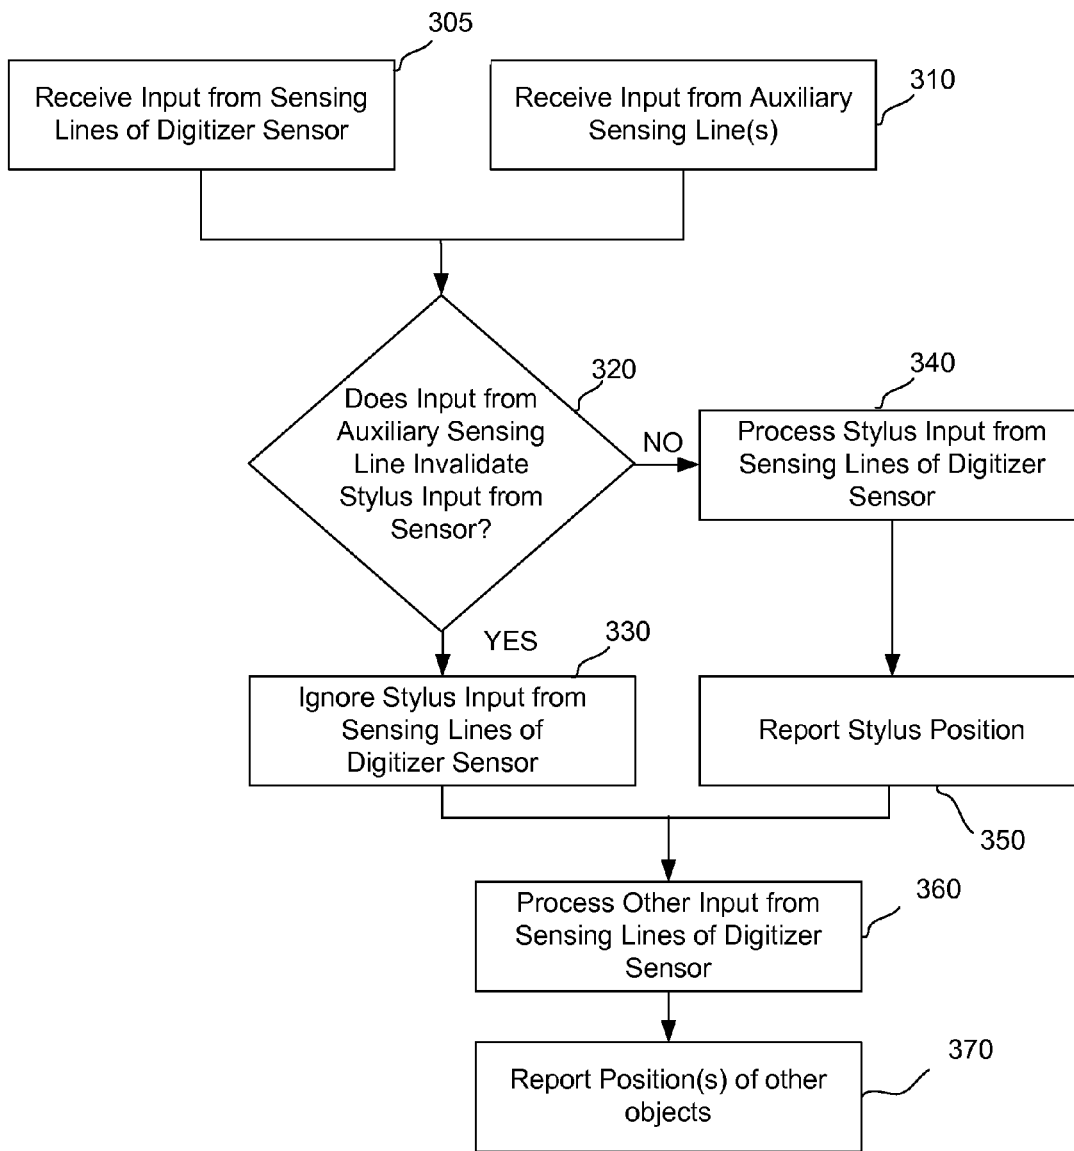 305
Receive Input from Sensing
Lines of Digitizer Sensor
310
Receive Input from Auxiliary
Sensing Line(s)
320
Does Input from
Auxiliary Sensing
Line Invalidate
Stylus Input from
Sensor?
NO
340
Process Stylus Input from
Sensing Lines of Digitizer
Sensor
YES
330
Ignore Stylus Input from
Sensing Lines of
Digitizer Sensor
Report Stylus Position
350
360
Process Other Input from
Sensing Lines of Digitizer
Sensor
370
Report Position(s) of other
objects